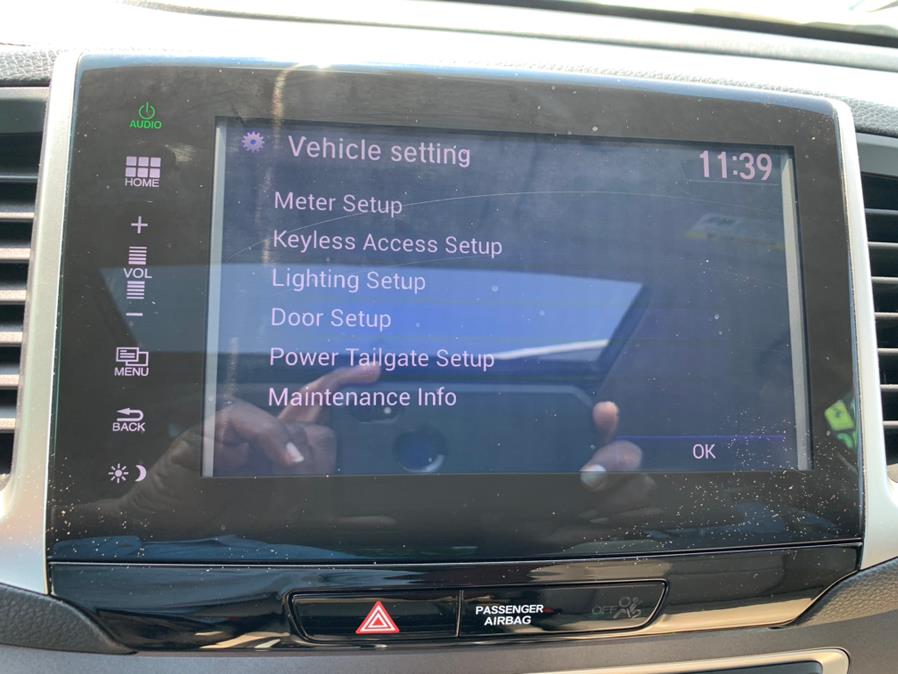 AUDIO
HOME
+
VOL
−
MENU
BACK
Vehicle setting
11:39
Meter Setup
Keyless Access Setup
Lighting Setup
Door Setup
Power Tailgate Setup
Maintenance Info
OK
PASSENGER
AIRBAG
OFF